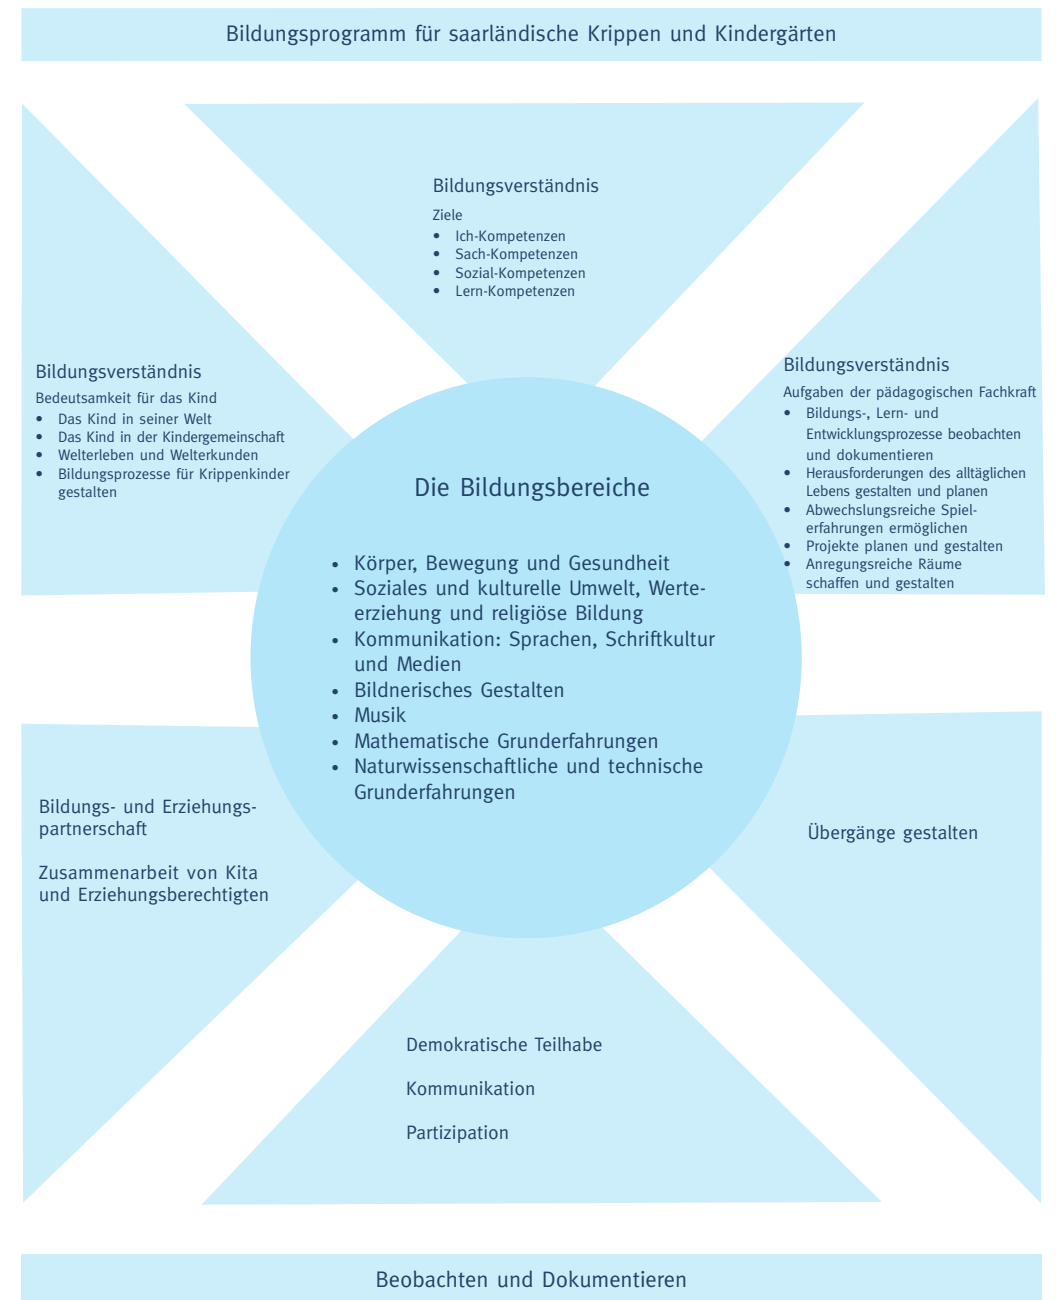 Bildungsprogramm für saarländische Krippen und Kindergärten
Bildungsverständnis
Ziele
• Ich-Kompetenzen
• Sach-Kompetenzen
• Sozial-Kompetenzen
• Lern-Kompetenzen
Bildungsverständnis
Bedeutsamkeit für das Kind
• Das Kind in seiner Welt
• Das Kind in der Kindergemeinschaft
• Welterleben und Welterkunden
• Bildungsprozesse für Krippenkinder
gestalten
Bildungsverständnis
Aufgaben der pädagogischen Fachkraft
• Bildungs-, Lern- und
Entwicklungsprozesse beobachten
und dokumentieren
• Herausforderungen des alltäglichen
Lebens gestalten und planen
• Abwechslungsreiche Spiel-
erfahrungen ermöglichen
• Projekte planen und gestalten
• Anregungsreiche Räume
schaffen und gestalten
Die Bildungsbereiche
• Körper, Bewegung und Gesundheit
• Soziales und kulturelle Umwelt, Werte-
erziehung und religiöse Bildung
• Kommunikation: Sprachen, Schriftkultur
und Medien
• Bildnerisches Gestalten
• Musik
• Mathematische Grunderfahrungen
• Naturwissenschaftliche und technische
Grunderfahrungen
Bildungs- und Erziehungs-
partnerschaft
Zusammenarbeit von Kita
und Erziehungsberechtigten
Übergänge gestalten
Demokratische Teilhabe
Kommunikation
Partizipation
Beobachten und Dokumentieren